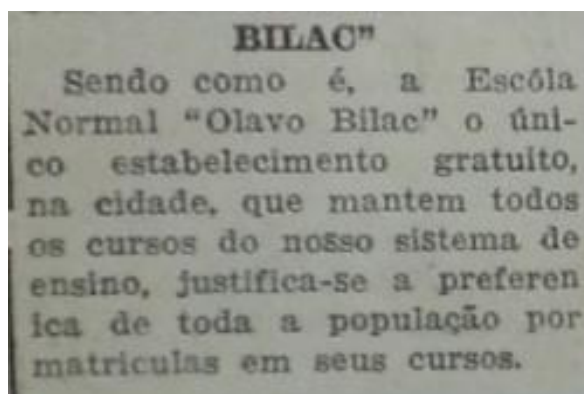 BILAC"
Sendo como é, a Escóla
Normal "Olavo Bilac" o úni-
co estabelecimento gratuito,
na cidade, que mantem todos
os cursos do nosso sistema de
ensino, justifica-se a preferen
ica de toda a população por
matriculas em seus cursos.